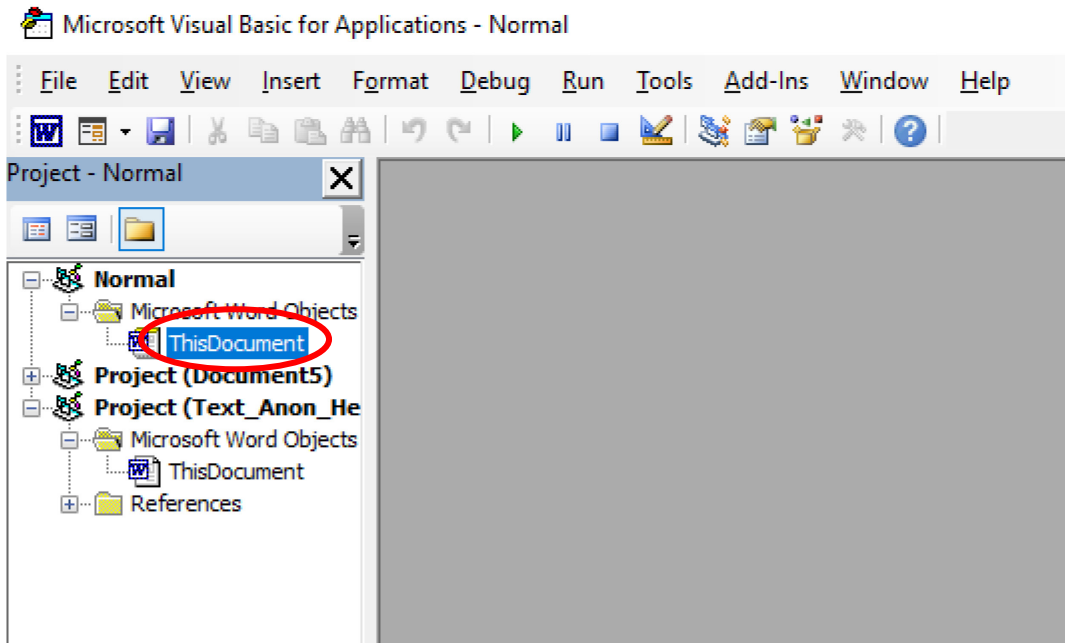 Microsoft Visual Basic for Applications - Normal
File Edit View Insert Format Debug Run Tools Add-Ins Window Help
Project - Normal
Normal
Microsoft Word Objects
ThisDocument
Project (Document5)
Project (Text_Anon_He
Microsoft Word Objects
ThisDocument
References